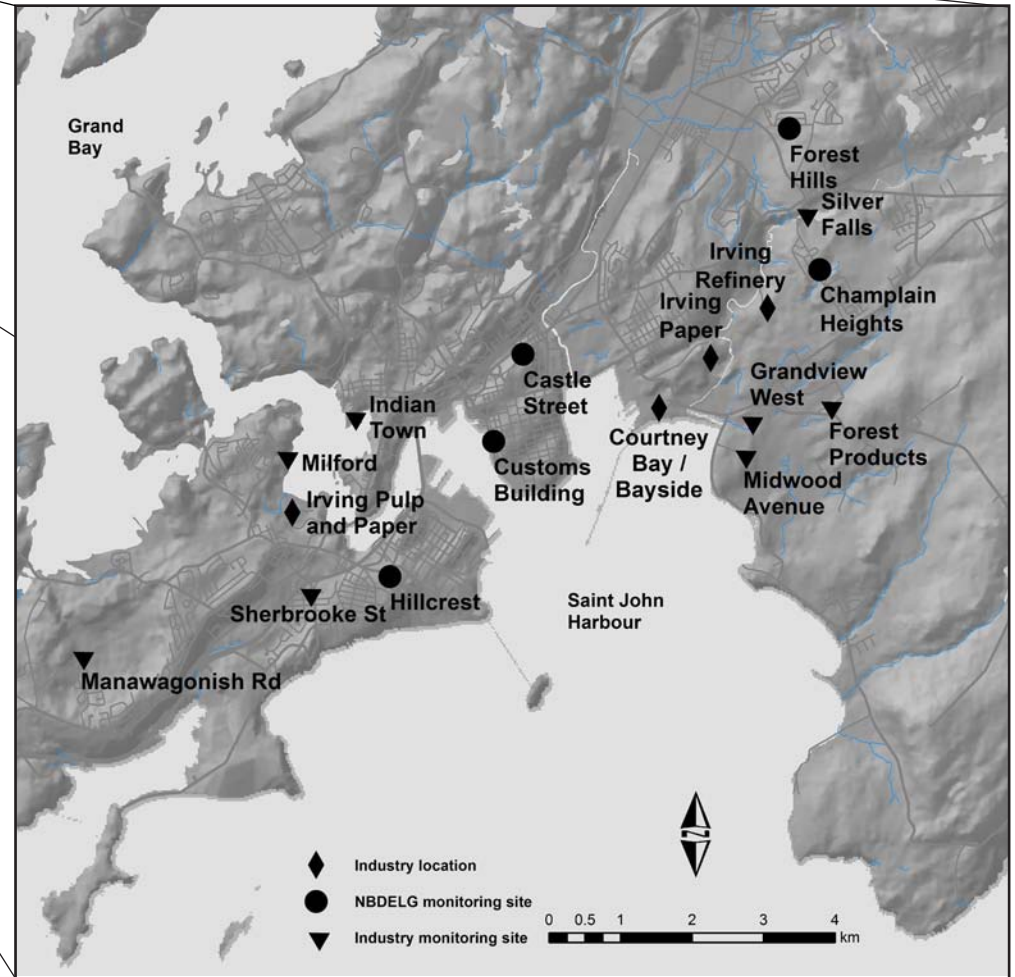 Grand
Bay
Forest
Hills
Silver
Falls
Irving
Refinery
Champlain
Heights
Irving
Paper
Castle
Street
Grandview
West
Indian
Town
Courtney
Bay /
Bayside
Forest
Products
Milford
Customs
Building
Midwood
Avenue
Irving Pulp
and Paper
Hillcrest
Sherbrooke St
Saint John
Harbour
Manawagonish Rd
N
Industry location
NBDELG monitoring site
Industry monitoring site
0 0.5 1 2 3 4
km